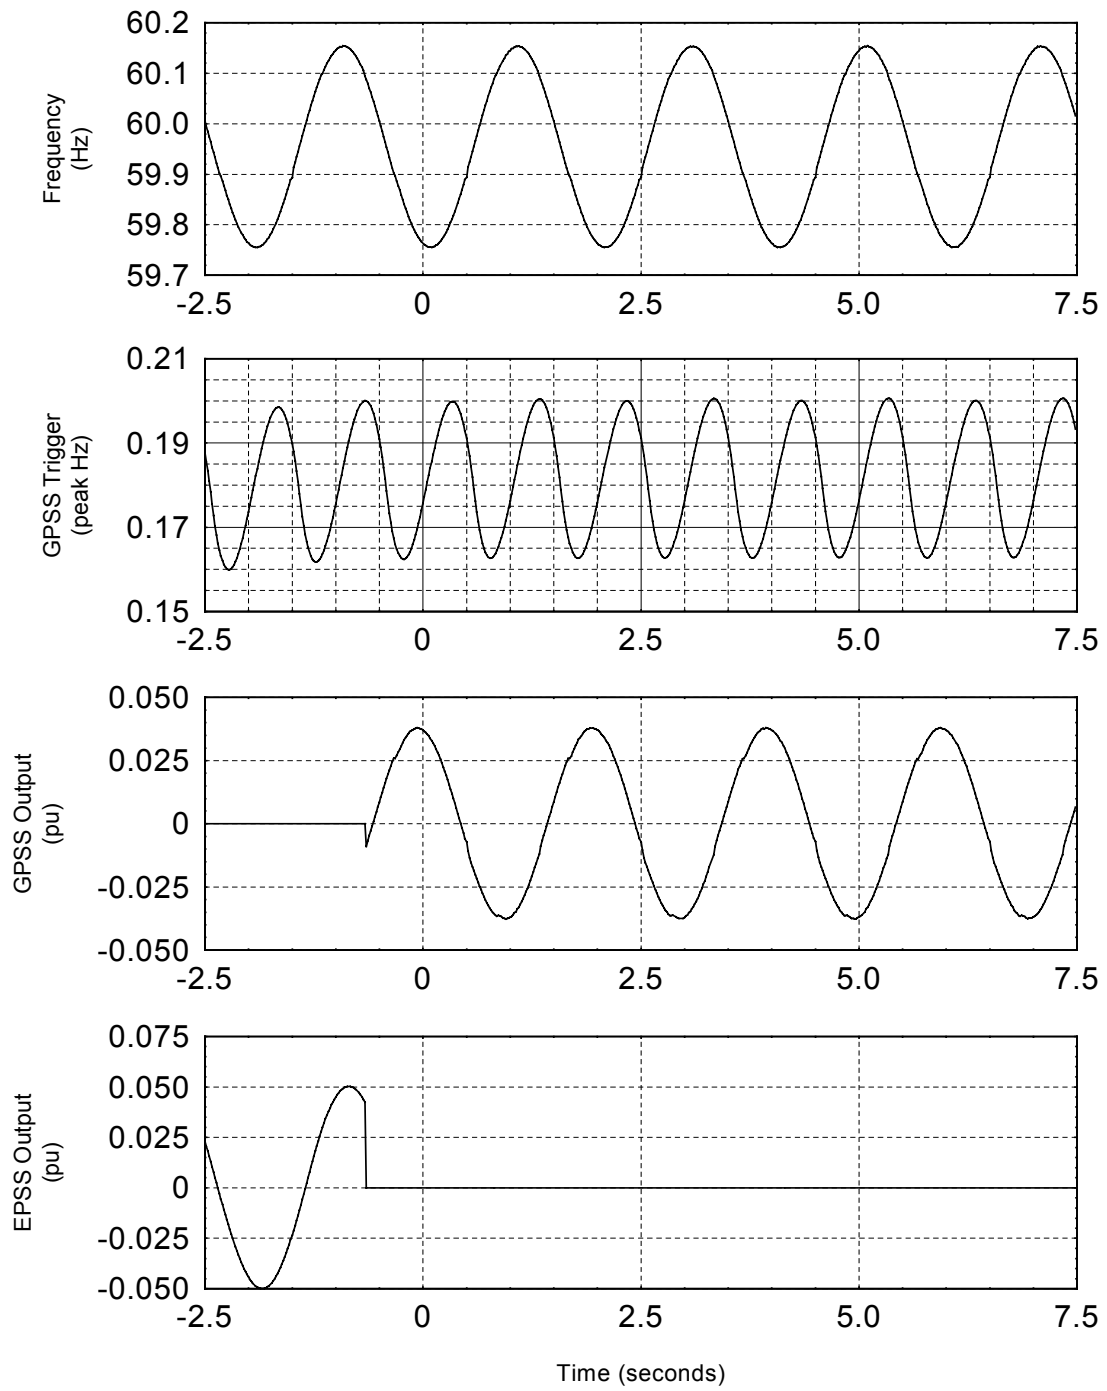 Frequency
(Hz)
60.2
60.1
60.0
59.9
59.8
59.7
-2.5 0 2.5 5.0 7.5
GPSS Trigger
(peak Hz)
0.21
0.19
0.17
0.15
-2.5 0 2.5 5.0 7.5
GPSS Output
(pu)
0.050
0.025
0
-0.025
-0.050
-2.5 0 2.5 5.0 7.5
EPSS Output
(pu)
0.075
0.050
0.025
0
-0.025
-0.050
-2.5 0 2.5 5.0 7.5
Time (seconds)